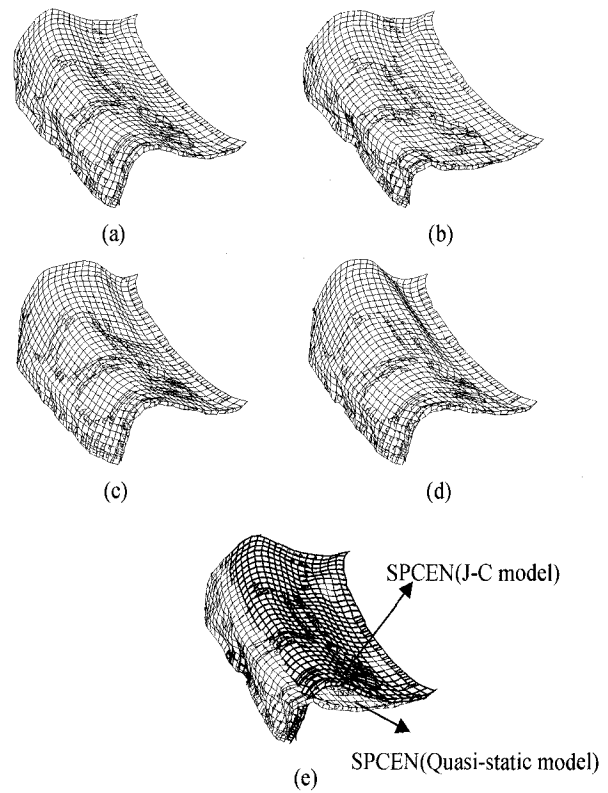 (a)
(b)
(c)
(d)
SPCEN(J-C model)
SPCEN(Quasi-static model)
(e)